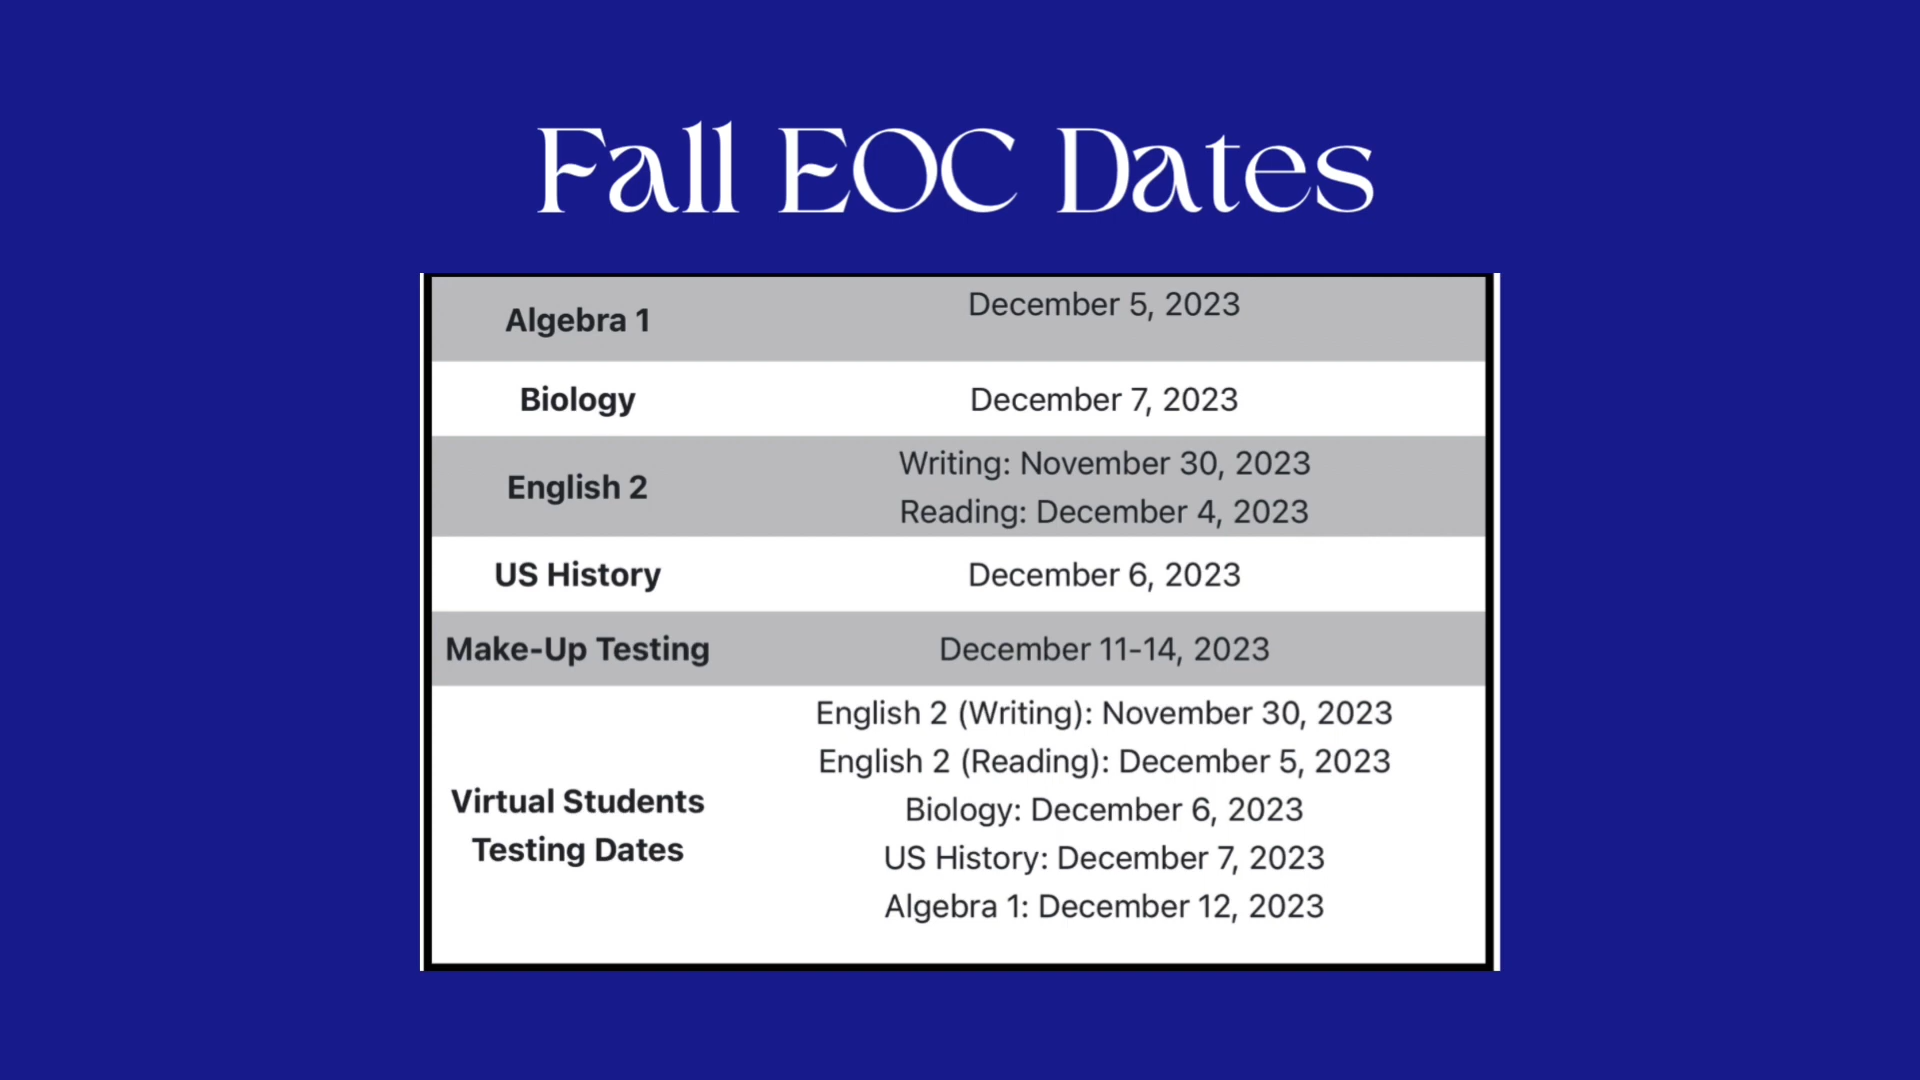 Fall EOC Dates
Algebra 1
December 5, 2023
Biology
December 7, 2023
English 2
Writing: November 30, 2023
Reading: December 4, 2023
US History
December 6, 2023
Make-Up Testing
December 11-14, 2023
Virtual Students
Testing Dates
English 2 (Writing): November 30, 2023
English 2 (Reading): December 5, 2023
Biology: December 6, 2023
US History: December 7, 2023
Algebra 1: December 12, 2023